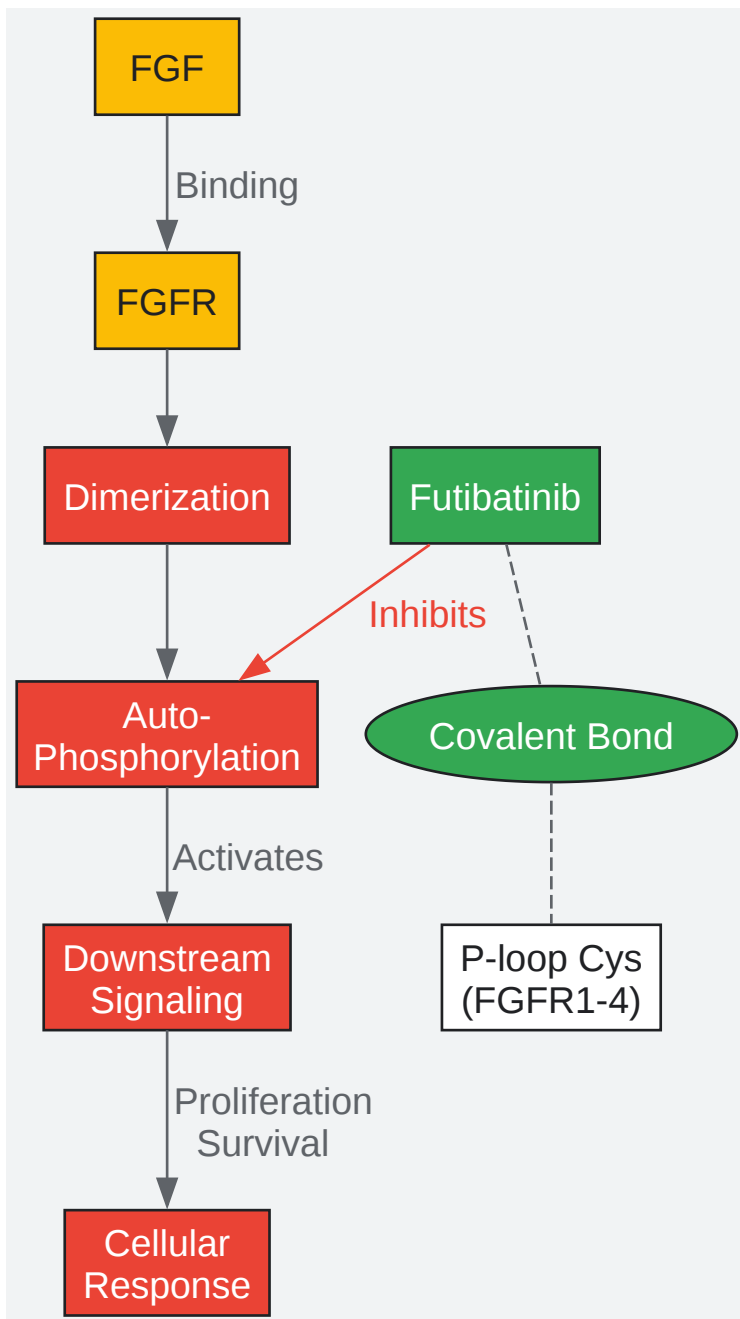 FGF
Binding
FGFR
Dimerization
Futibatinib
Inhibits
Auto-
Phosphorylation
Covalent Bond
Activates
Downstream
Signaling
P-loop Cys
(FGFR1-4)
Proliferation
Survival
Cellular
Response